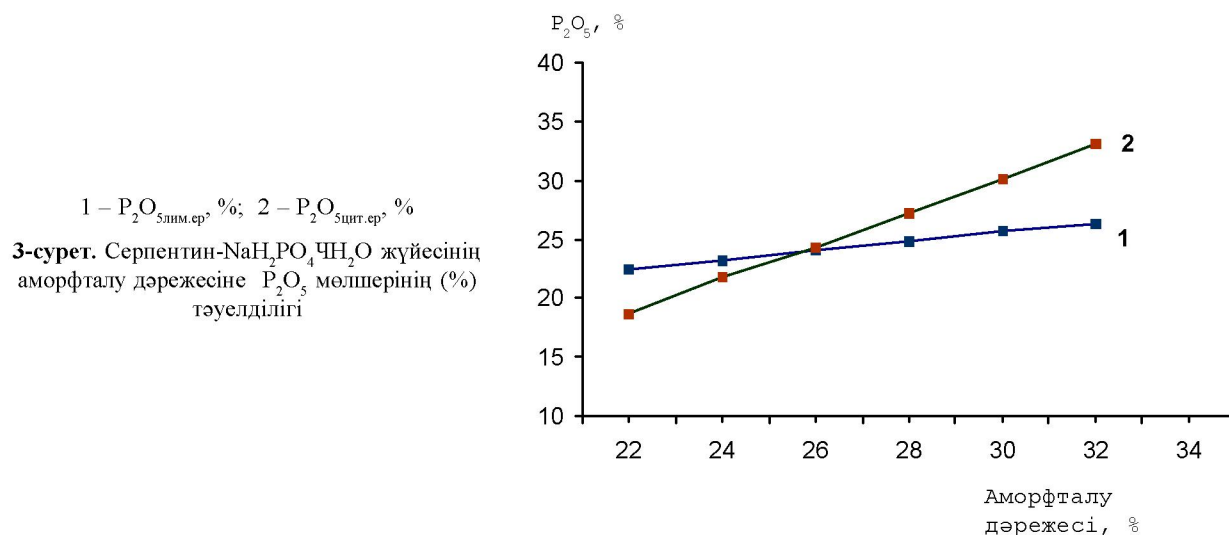 1 – P₂O₅лим.ер, %; 2 – P₂O₅цит.ер, %
3-сурет. Серпентин-NaH₂PO₄ЧH₂O жүйесінің
аморфталу дәрежесіне P₂O₅ мөлшерінің (%)
тәуелділігі
P₂O₅, %
40
35
30
25
20
15
10
2
1
22 24 26 28 30 32 34
Аморфталу
дәрежесі, %